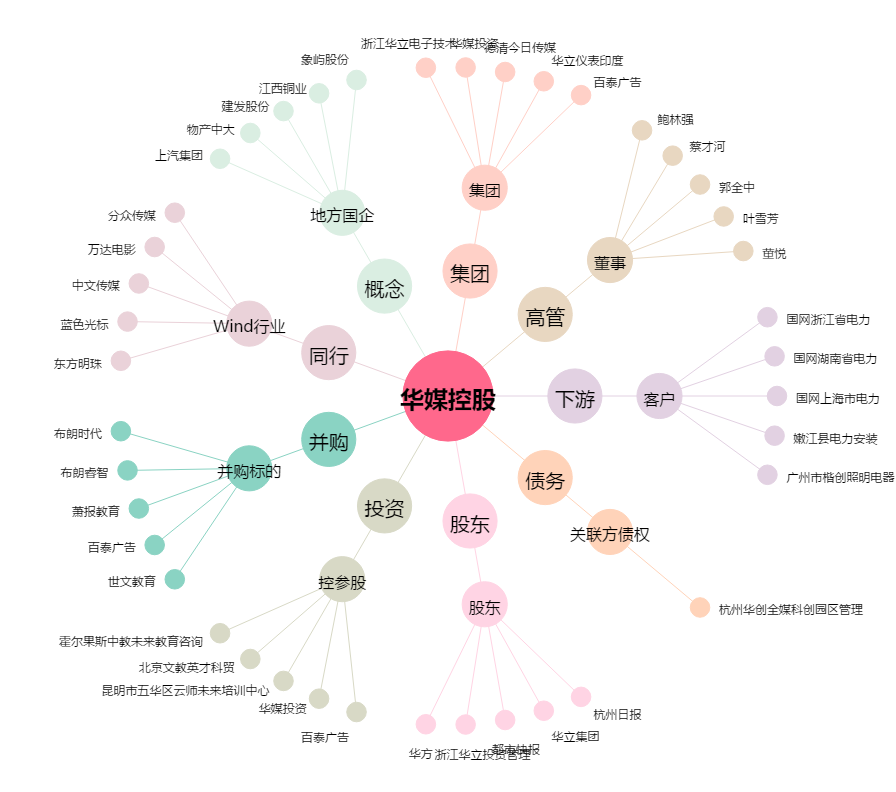 华媒控股
集团
集团
浙江华立电子技术
华媒投资
德清今日传媒
华立仪表印度
百泰广告
高管
董事
鲍林强
蔡才河
郭全中
叶雪芳
堇悦
下游
客户
国网浙江省电力
国网湖南省电力
国网上海市电力
嫩江县电力安装
广州市楷创照明电器
债务
关联方债权
杭州华创全媒科创园区管理
股东
股东
杭州日报
华立集团
都市快报
浙江华立投资管理
华方
投资
控参股
百泰广告
华媒投资
昆明市五华区云师未来培训中心
北京文教英才科贸
霍尔果斯中教未来教育咨询
并购
并购标的
世文教育
百泰广告
萧报教育
布朗睿智
布朗时代
同行
Wind行业
东方明珠
蓝色光标
中文传媒
万达电影
分众传媒
概念
地方国企
上汽集团
物产中大
建发股份
江西铜业
象屿股份